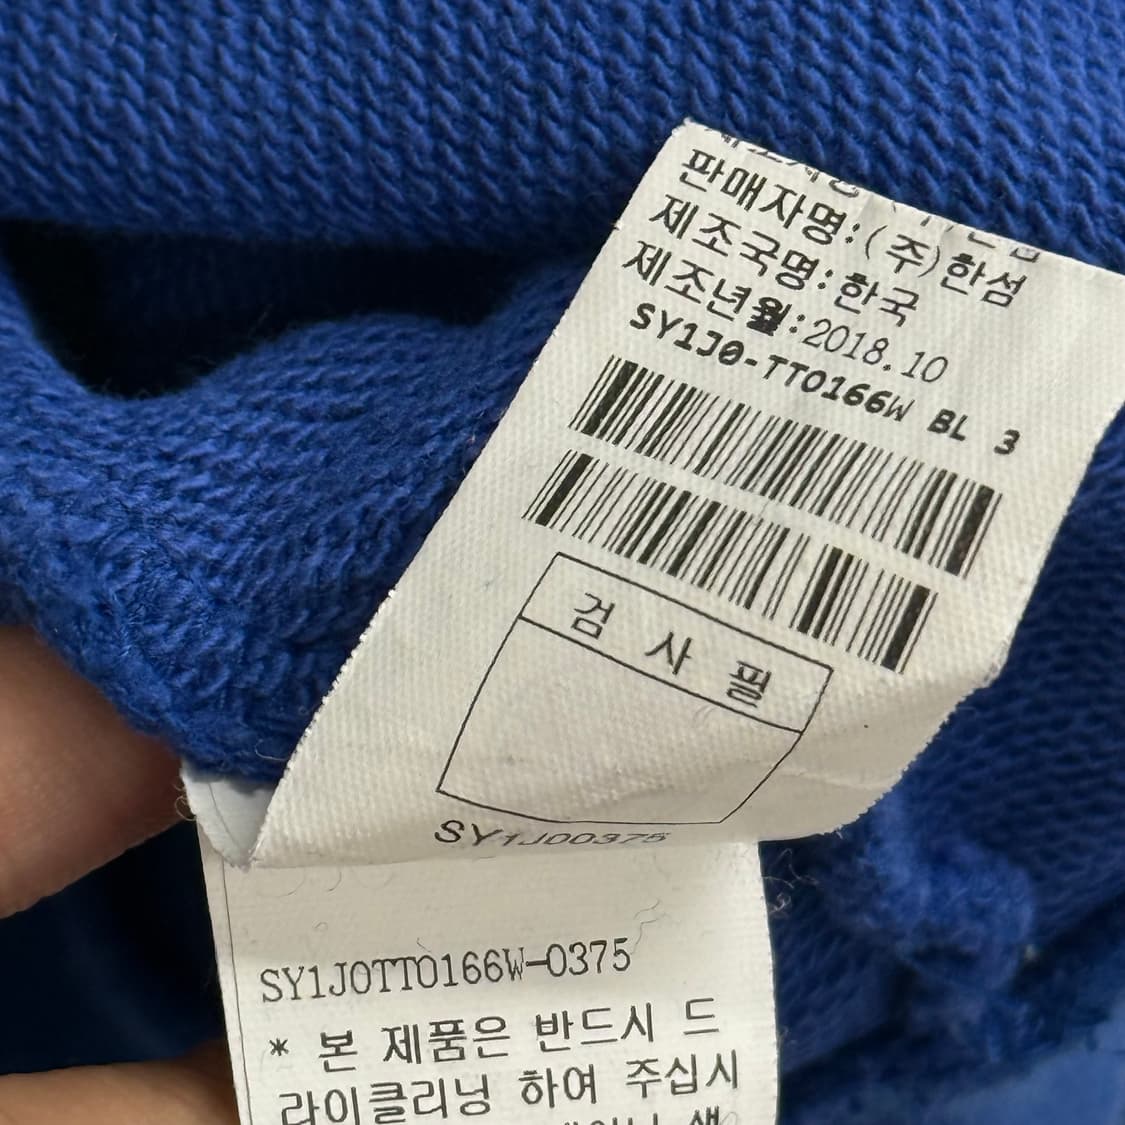 판매자명:(주)한섬
제조국명:한국
제조년월:2018.10
SY1J0-TTO166W BL 3
검 사 필
SY1J00375
SY1J0TTO166W-0375
* 본 제품은 반드시 드
라이클리닝 하여 주십시